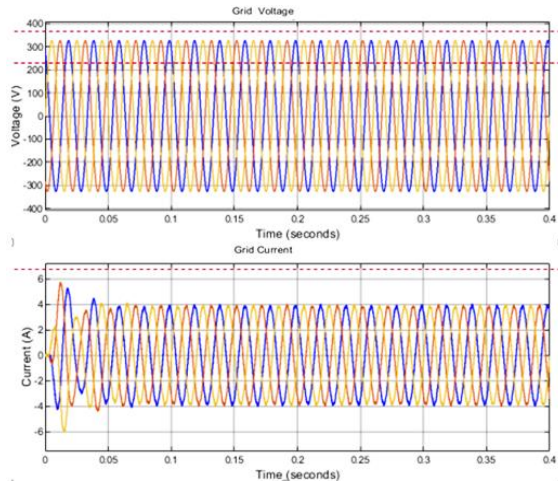 Grid Voltage
400
300
200
100
0
-100
-200
-300
-400
Voltage (V)
0 0.05 0.1 0.15 0.2 0.25 0.3 0.35 0.4
Time (seconds)
Grid Current
6
4
2
0
-2
-4
-6
Current (A)
0 0.05 0.1 0.15 0.2 0.25 0.3 0.35 0.4
Time (seconds)